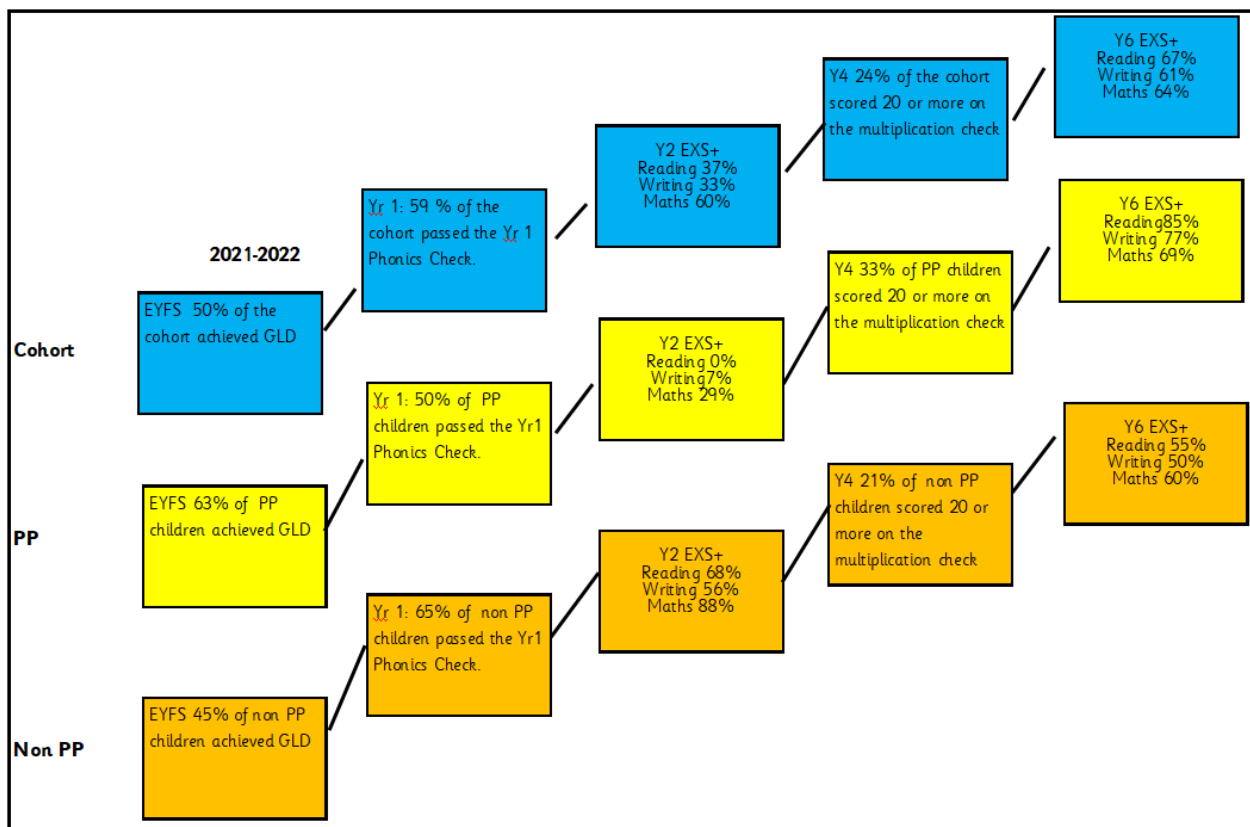 2021-2022
Cohort
EYFS  50% of the
cohort achieved GLD
Yr 1: 59 % of the
cohort passed the Yr 1
Phonics Check.
Y2 EXS+
Reading 37%
Writing 33%
Maths 60%
Y4 24% of the cohort
scored 20 or more on
the multiplication check
Y6 EXS+
Reading 67%
Writing 61%
Maths 64%
PP
EYFS 63% of  PP
children achieved GLD
Yr 1: 50% of  PP
children passed the Yr1
Phonics Check.
Y2 EXS+
Reading 0%
Writing7%
Maths 29%
Y4 33% of PP children
scored 20 or more on
the multiplication check
Y6 EXS+
Reading85%
Writing 77%
Maths 69%
Non PP
EYFS 45% of non PP
children achieved GLD
Yr 1: 65% of  non PP
children passed the Yr1
Phonics Check.
Y2 EXS+
Reading 68%
Writing 56%
Maths 88%
Y4 21% of non PP
children scored 20 or
more on the
multiplication check
Y6 EXS+
Reading 55%
Writing 50%
Maths 60%